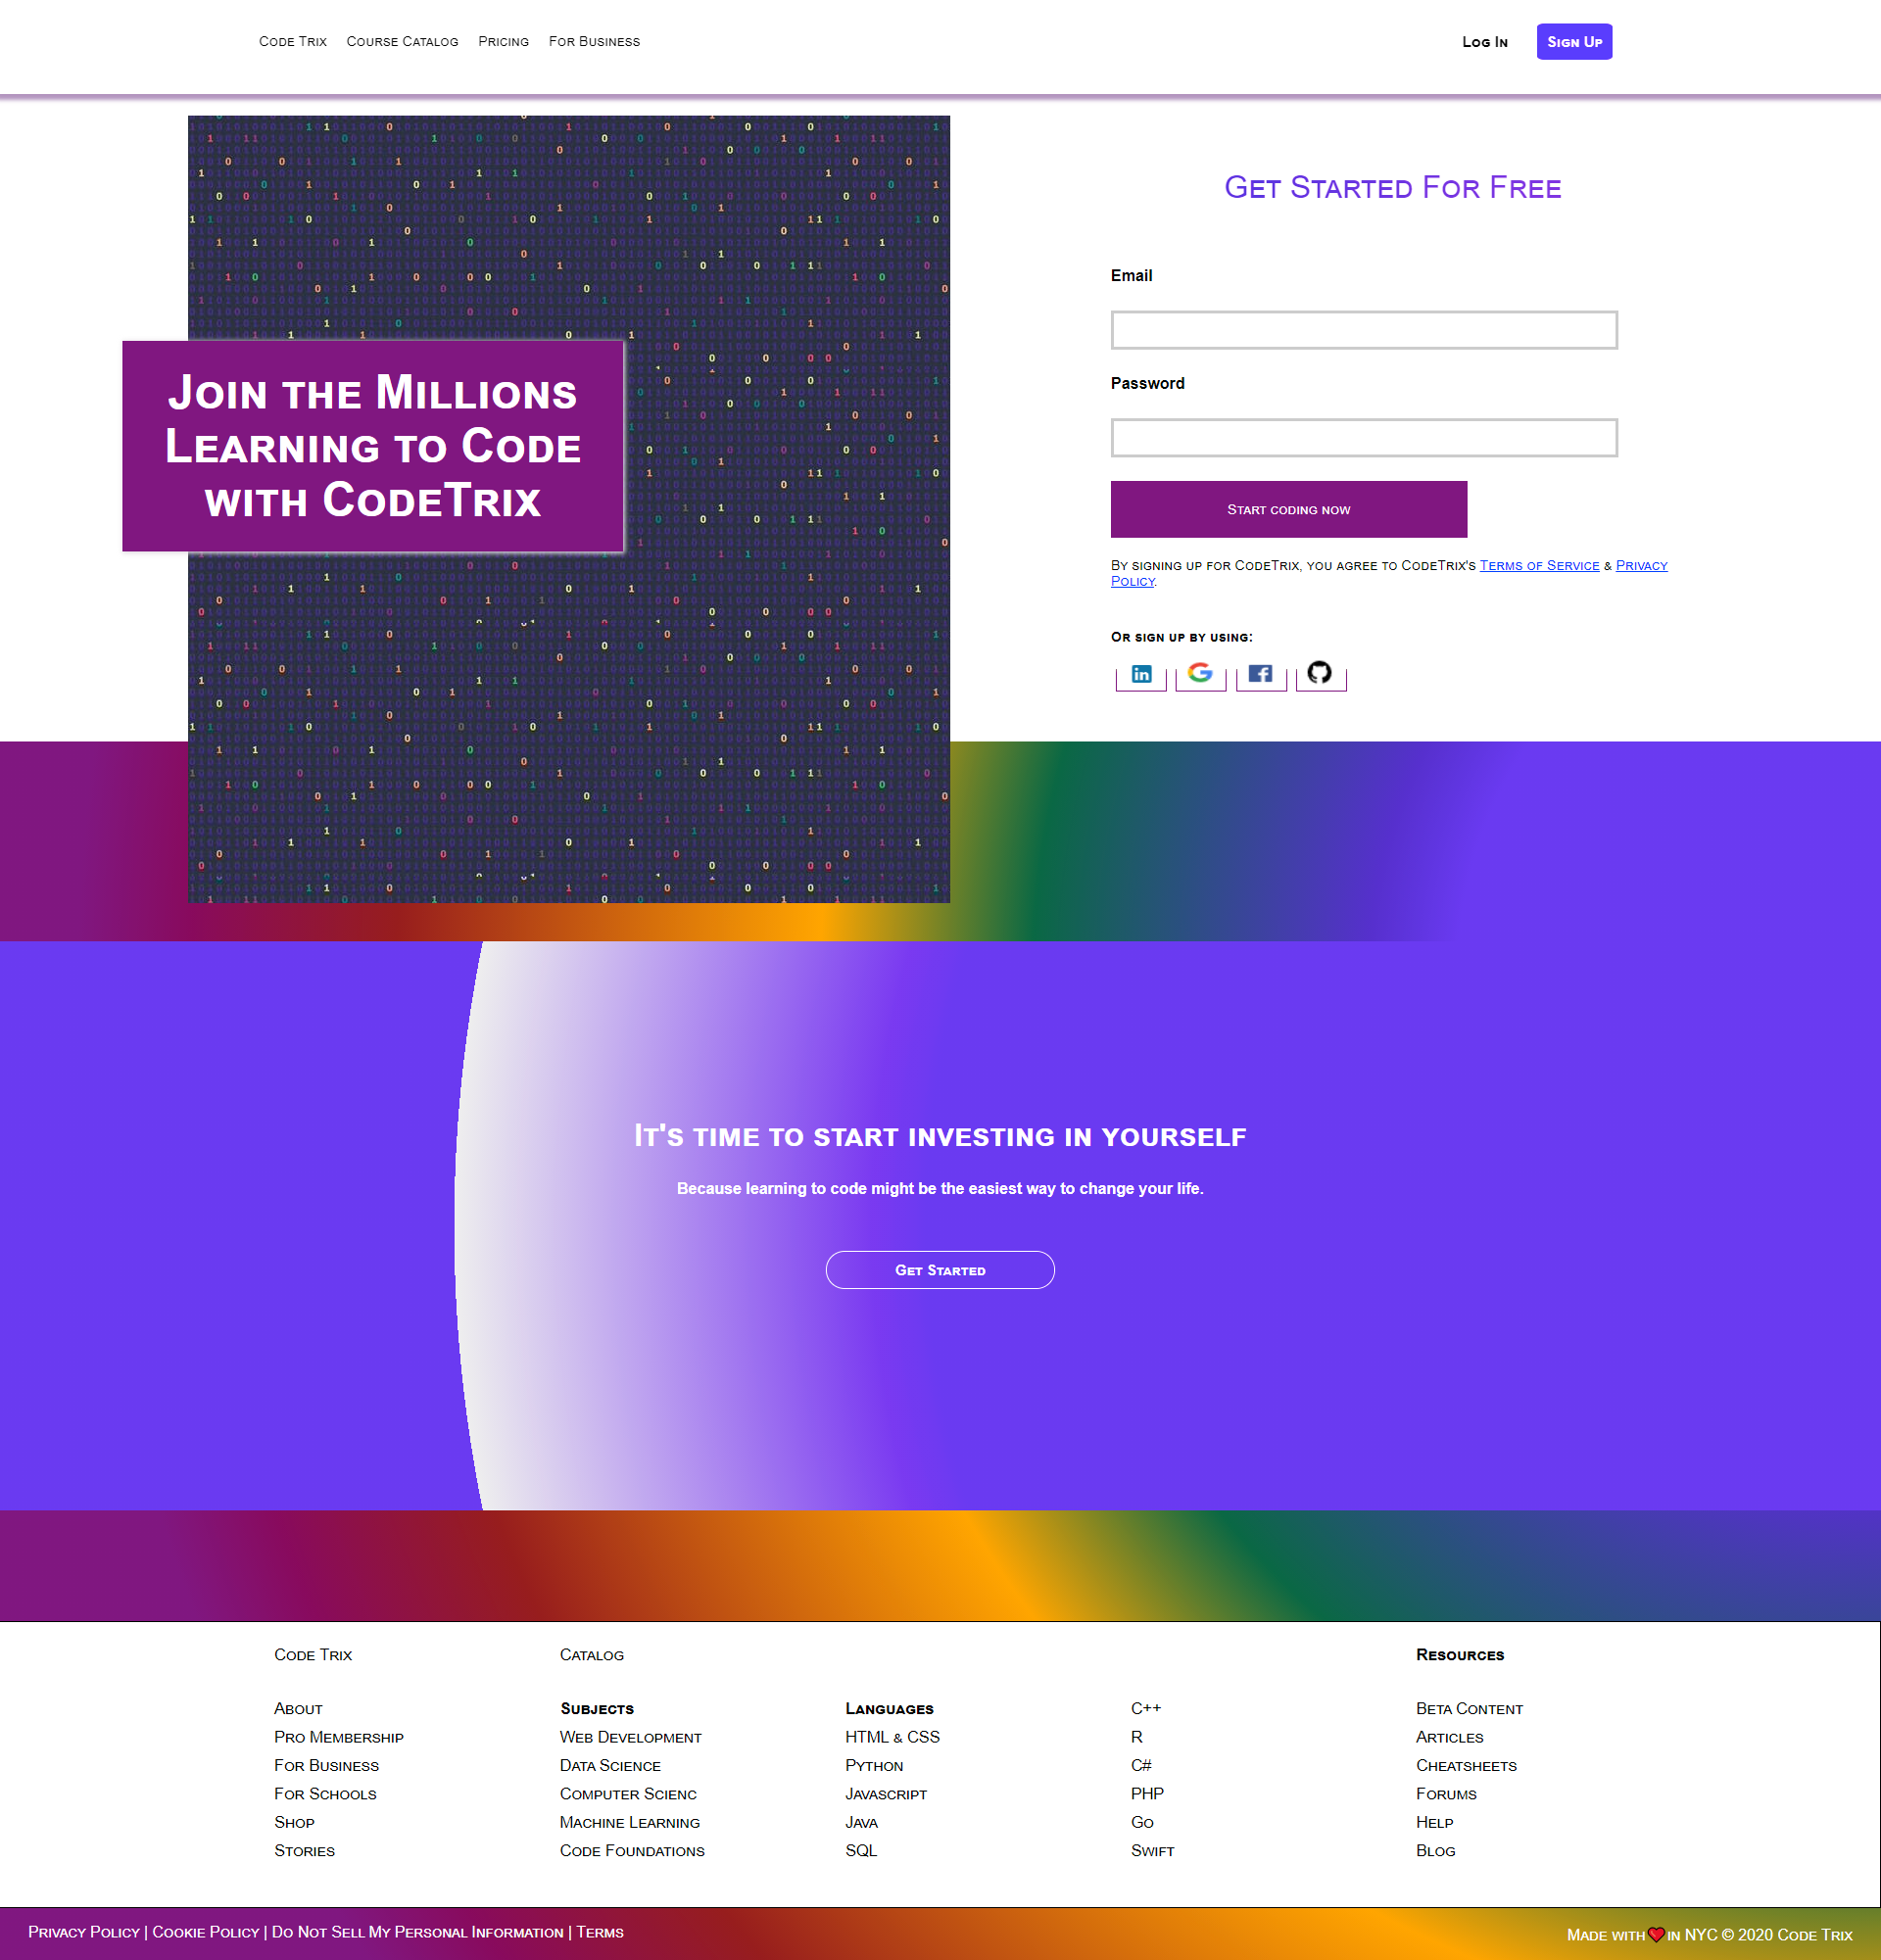 Code Trix Course Catalog Pricing For Business Log In Sign Up
Join the Millions
Learning to Code
with CodeTrix
Get Started For Free
Email
Password
Start coding now
By signing up for CodeTrix, you agree to CodeTrix's Terms of Service & Privacy
Policy.
Or sign up by using:
It's time to start investing in yourself
Because learning to code might be the easiest way to change your life.
Get Started
Code Trix
About
Pro Membership
For Business
For Schools
Shop
Stories
Catalog
Subjects
Web Development
Data Science
Computer Scienc
Machine Learning
Code Foundations
Languages
HTML & CSS
Python
Javascript
Java
SQL
C++
R
C#
PHP
Go
Swift
Resources
Beta Content
Articles
Cheatsheets
Forums
Help
Blog
Privacy Policy | Cookie Policy | Do Not Sell My Personal Information | Terms
Made with ❤ in NYC © 2020 Code Trix